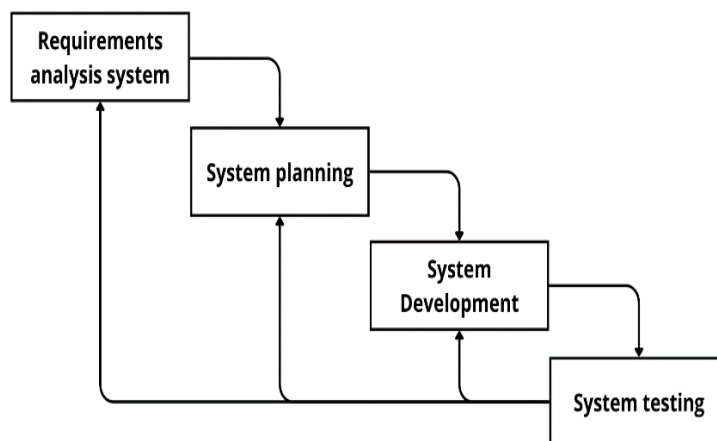 Requirements
analysis system
System planning
System
Development
System testing